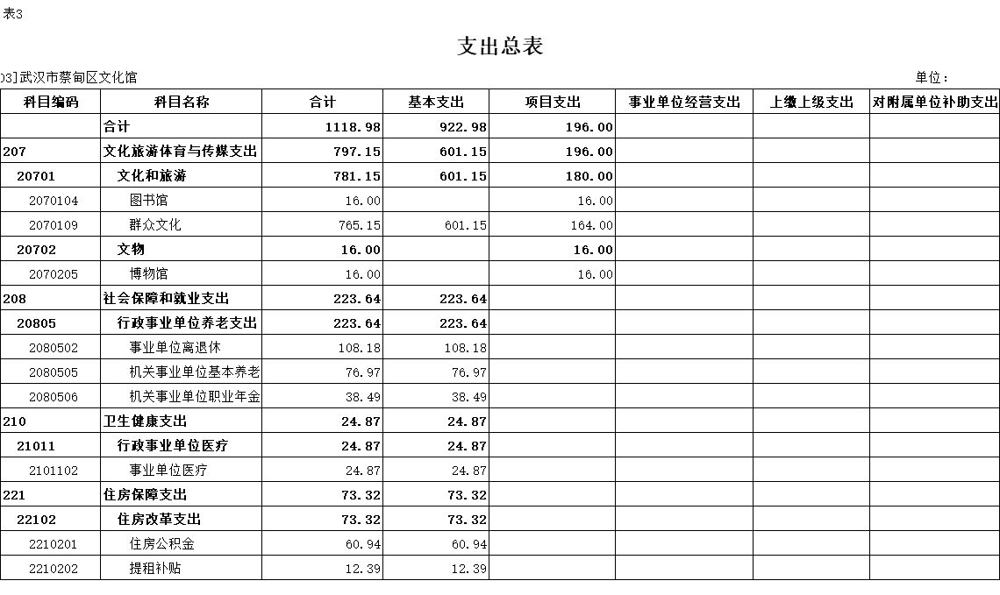 表3
支出总表
03]武汉市蔡甸区文化馆 单位：
科目编码 科目名称 合计 基本支出 项目支出 事业单位经营支出 上缴上级支出 对附属单位补助支出
合计 1118.98 922.98 196.00
207 文化旅游体育与传媒支出 797.15 601.15 196.00
20701 文化和旅游 781.15 601.15 180.00
2070104 图书馆 16.00 16.00
2070109 群众文化 765.15 601.15 164.00
20702 文物 16.00 16.00
2070205 博物馆 16.00 16.00
208 社会保障和就业支出 223.64 223.64
20805 行政事业单位养老支出 223.64 223.64
2080502 事业单位离退休 108.18 108.18
2080505 机关事业单位基本养老 76.97 76.97
2080506 机关事业单位职业年金 38.49 38.49
210 卫生健康支出 24.87 24.87
21011 行政事业单位医疗 24.87 24.87
2101102 事业单位医疗 24.87 24.87
221 住房保障支出 73.32 73.32
22102 住房改革支出 73.32 73.32
2210201 住房公积金 60.94 60.94
2210202 提租补贴 12.39 12.39